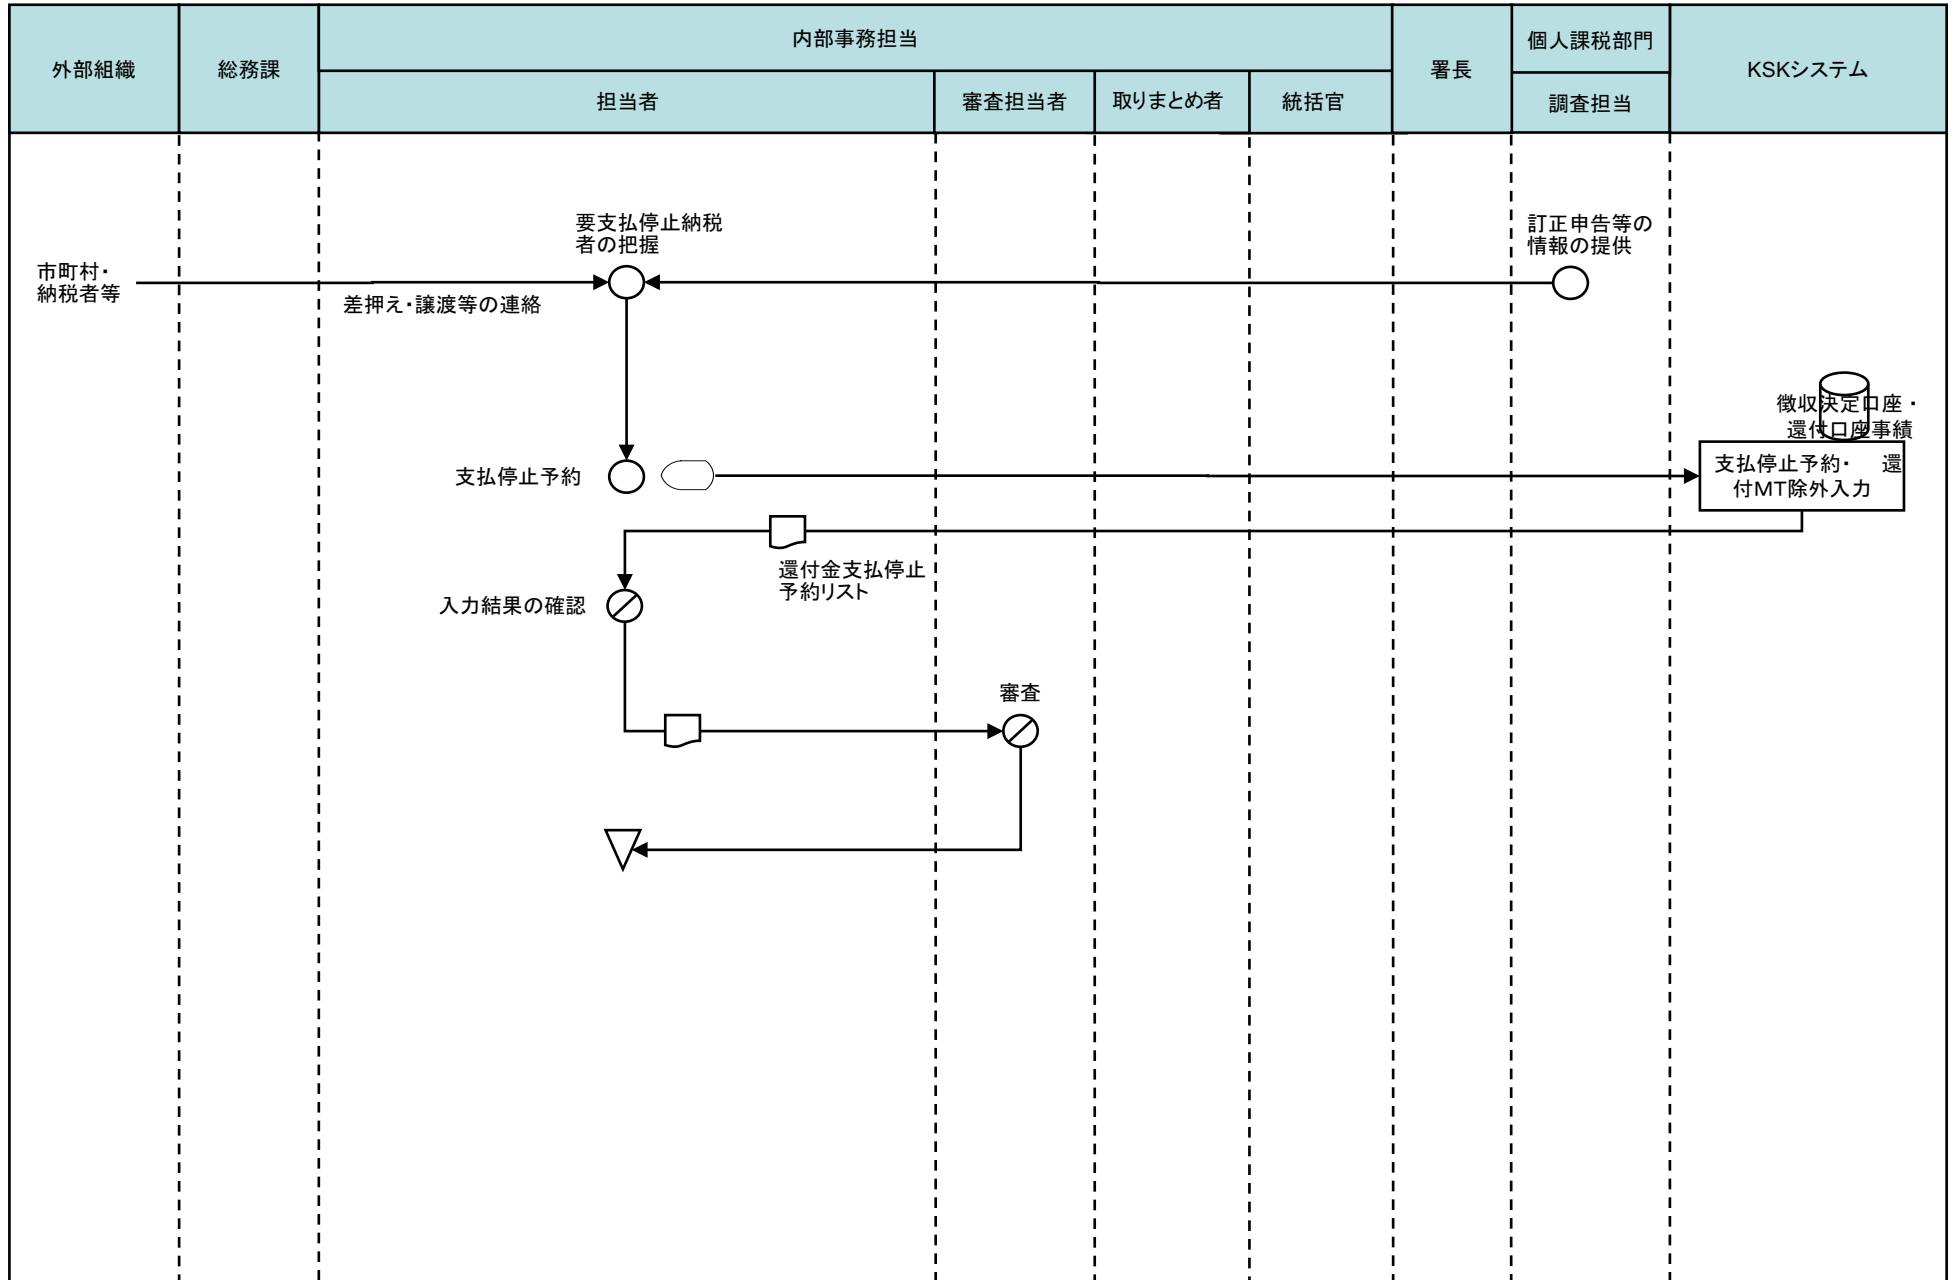 外部組織
総務課
内部事務担当
署長
個人課税部門
KSKシステム
担当者
審査担当者
取りまとめ者
統括官
調査担当
要支払停止納税
者の把握
訂正申告等の
情報の提供
市町村・
納税者等
差押え・譲渡等の連絡
徴収決定口座・
還付口座事績
支払停止予約
支払停止予約・ 還
付MT除外入力
還付金支払停止
予約リスト
入力結果の確認
審査